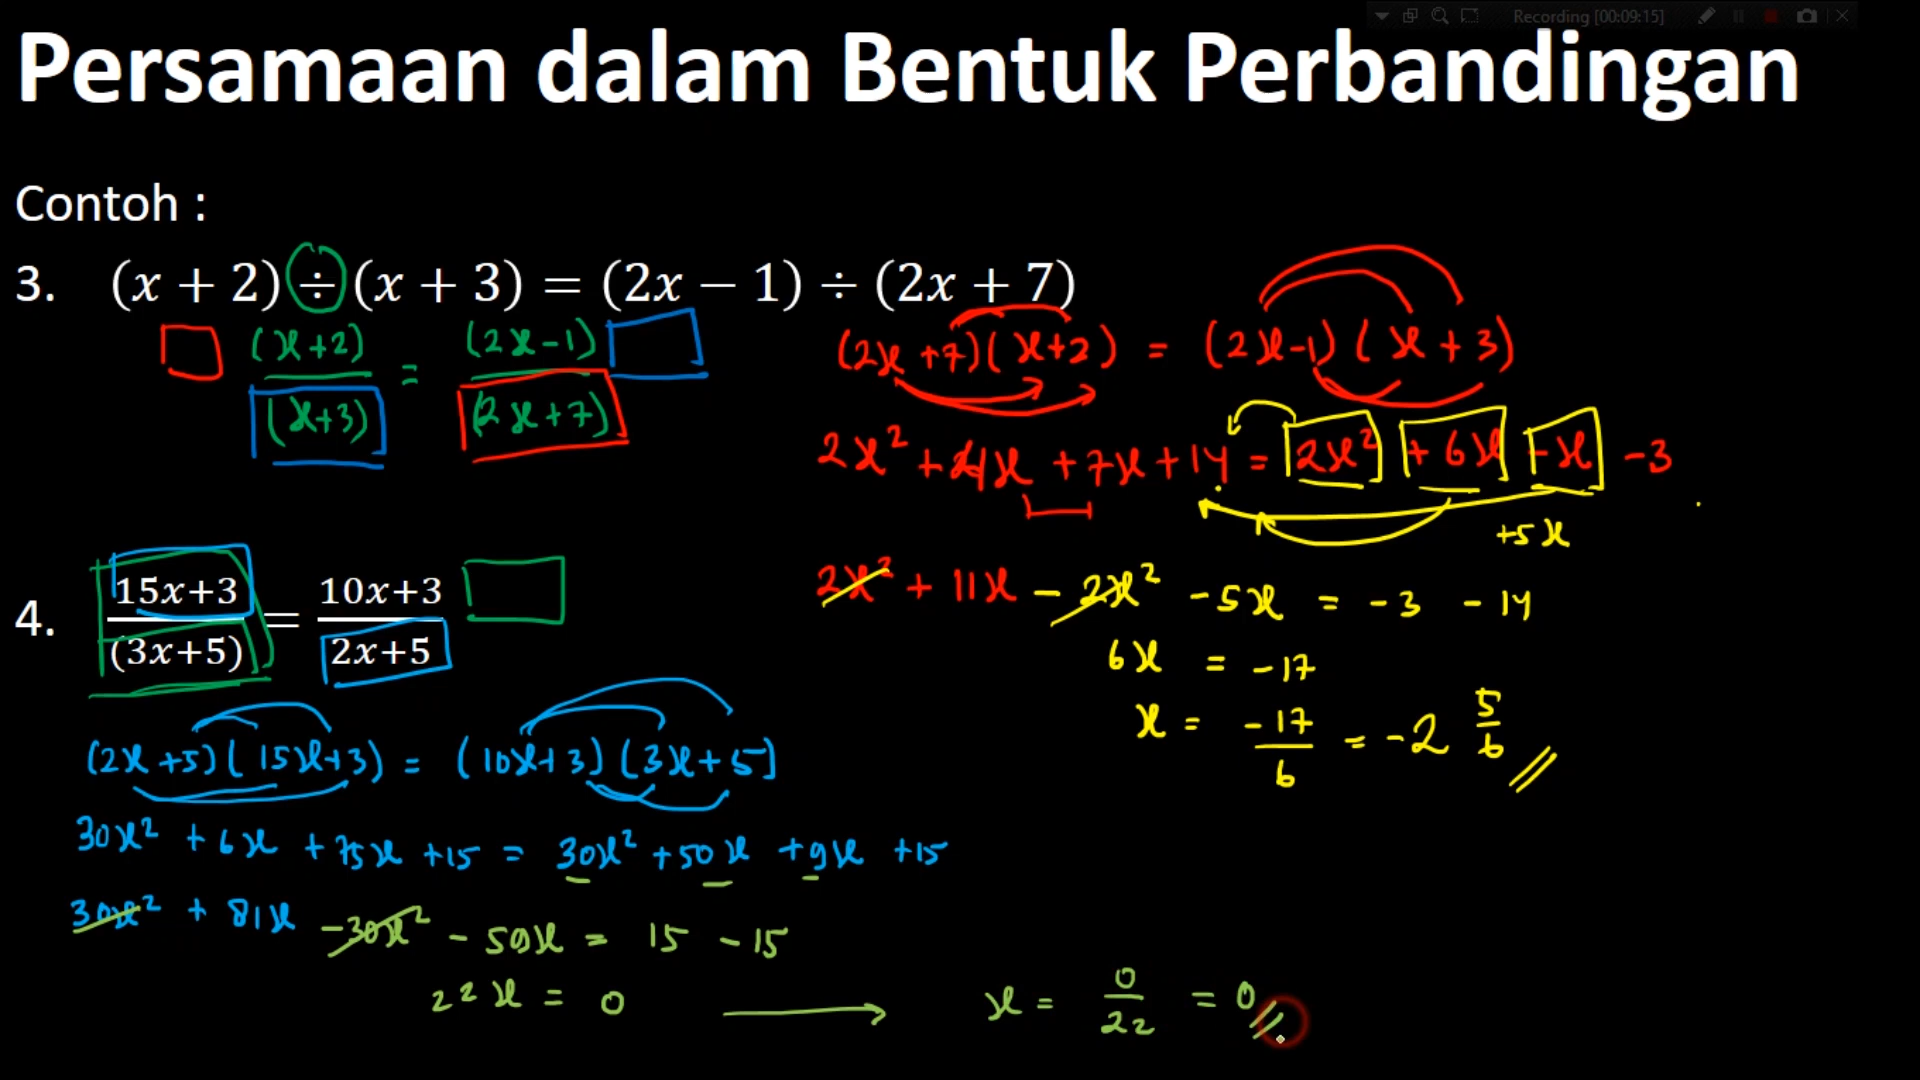 Recording [00:09:15]
Persamaan dalam Bentuk Perbandingan
Contoh :
3. (x + 2) ÷ (x + 3) = (2x − 1) ÷ (2x + 7)
(x+2) / (x+3) = (2x-1) / (2x+7)
(2x+7)(x+2) = (2x-1)(x+3)
2x² + 4x + 7x + 14 = 2x² + 6x - x - 3
+5x
2x² + 11x - 2x² - 5x = -3 - 14
6x = -17
x = -17/6 = -2 5/6
4. 15x+3 / (3x+5) = 10x+3 / 2x+5
(2x+5)(15x+3) = (10x+3)(3x+5)
30x² + 6x + 75x + 15 = 30x² + 50x + 9x + 15
30x² + 81x - 30x² - 59x = 15 - 15
22x = 0 → x = 0/22 = 0